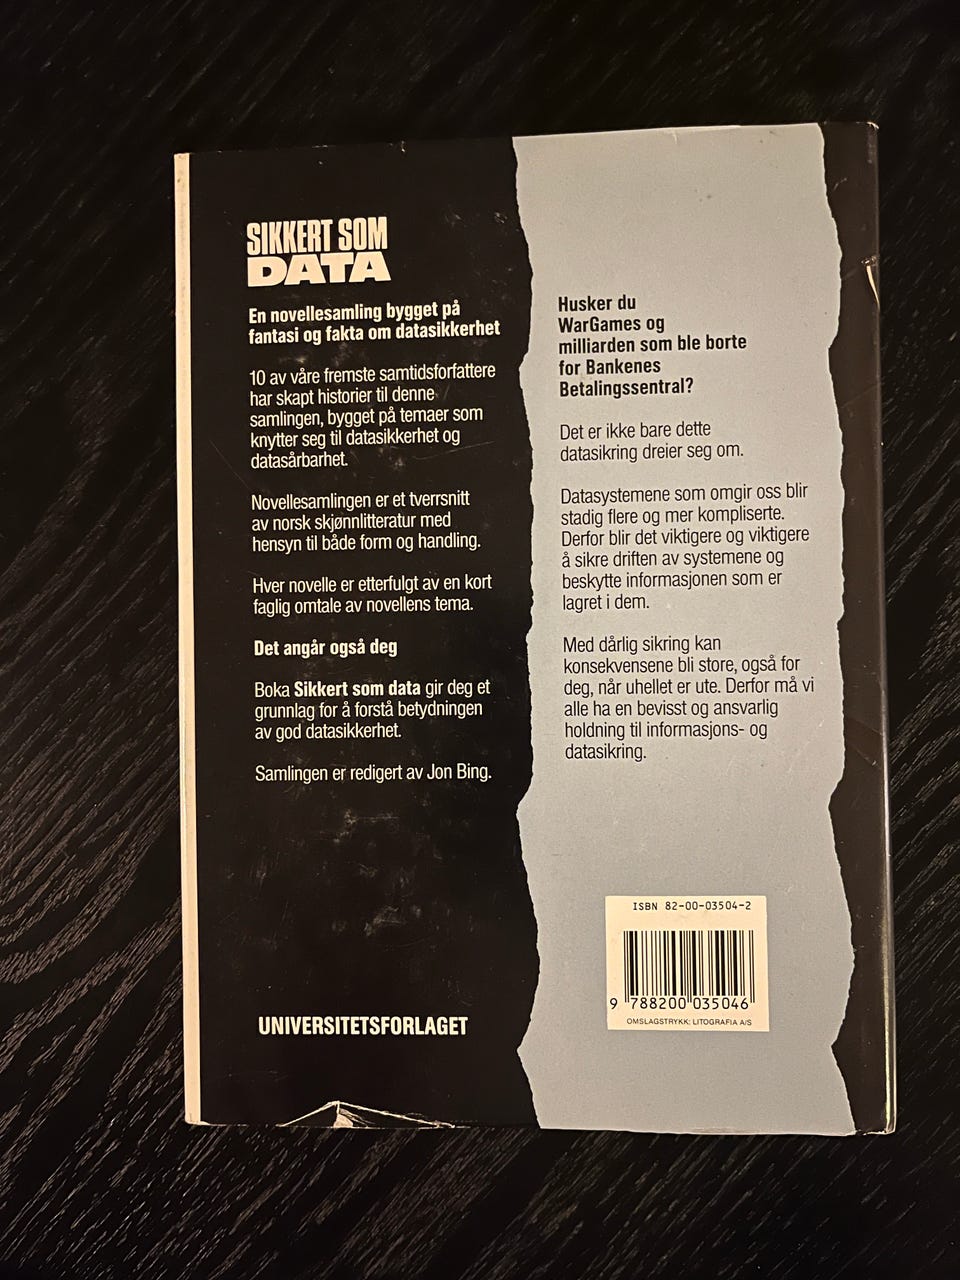 SIKKERT SOM
DATA
En novellesamling bygget på
fantasi og fakta om datasikkerhet
10 av våre fremste samtidsforfattere
har skapt historier til denne
samlingen, bygget på temaer som
knytter seg til datasikkerhet og
datasårbarhet.
Novellesamlingen er et tverrsnitt
av norsk skjønnlitteratur med
hensyn til både form og handling.
Hver novelle er etterfulgt av en kort
faglig omtale av novellens tema.
Det angår også deg
Boka Sikkert som data gir deg et
grunnlag for å forstå betydningen
av god datasikkerhet.
Samlingen er redigert av Jon Bing.
UNIVERSITETSFORLAGET
Husker du
WarGames og
milliarden som ble borte
for Bankenes
Betalingssentral?
Det er ikke bare dette
datasikring dreier seg om.
Datasystemene som omgir oss blir
stadig flere og mer kompliserte.
Derfor blir det viktigere og viktigere
å sikre driften av systemene og
beskytte informasjonen som er
lagret i dem.
Med dårlig sikring kan
konsekvensene bli store, også for
deg, når uhellet er ute. Derfor må vi
alle ha en bevisst og ansvarlig
holdning til informasjons- og
datasikring.
ISBN 82-00-03504-2
9 788200 035046
OMSLAGSTRYKK: LITOGRAFIA A/S